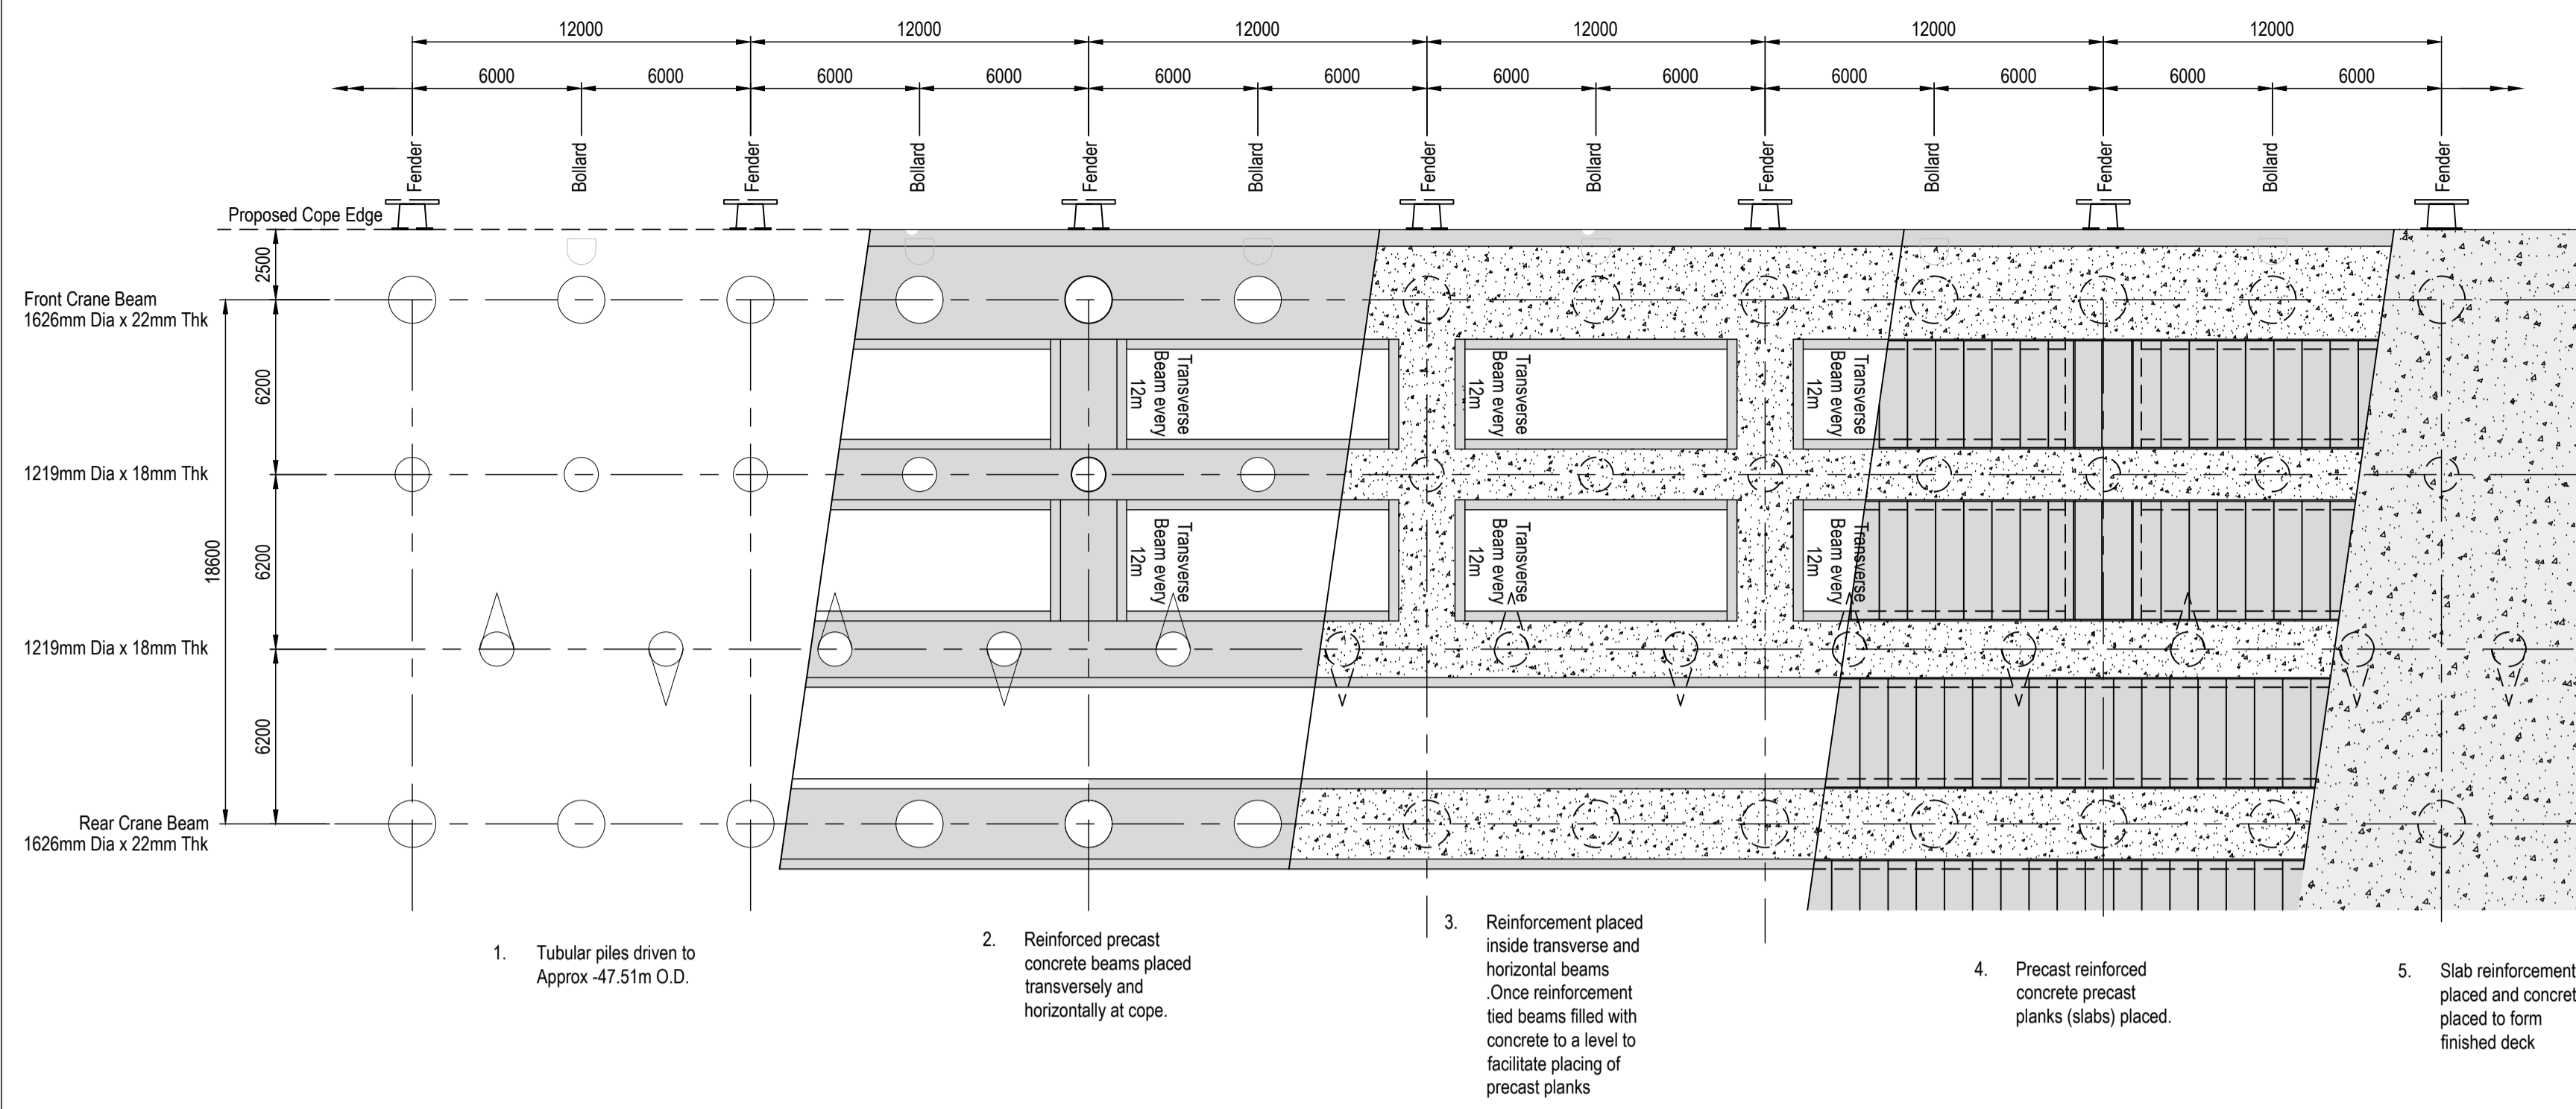 12000 12000 12000 12000 12000 12000
6000 6000 6000 6000 6000 6000 6000 6000 6000 6000 6000 6000
Fender Bollard Fender Bollard Fender Bollard Fender Bollard Fender Bollard Fender Bollard Fender
Proposed Cope Edge
2500
Front Crane Beam
1626mm Dia x 22mm Thk
6200
Transverse
Beam every
12m
Transverse
Beam every
12m
Transverse
Beam every
12m
1219mm Dia x 18mm Thk
18600
6200
Transverse
Beam every
12m
Transverse
Beam every
12m
Transverse
Beam every
12m
1219mm Dia x 18mm Thk
6200
Rear Crane Beam
1626mm Dia x 22mm Thk
1. Tubular piles driven to
Approx -47.51m O.D.
2. Reinforced precast
concrete beams placed
transversely and
horizontally at cope.
3. Reinforcement placed
inside transverse and
horizontal beams
.Once reinforcement
tied beams filled with
concrete to a level to
facilitate placing of
precast planks
4. Precast reinforced
concrete precast
planks (slabs) placed.
5. Slab reinforcement
placed and concret
placed to form
finished deck